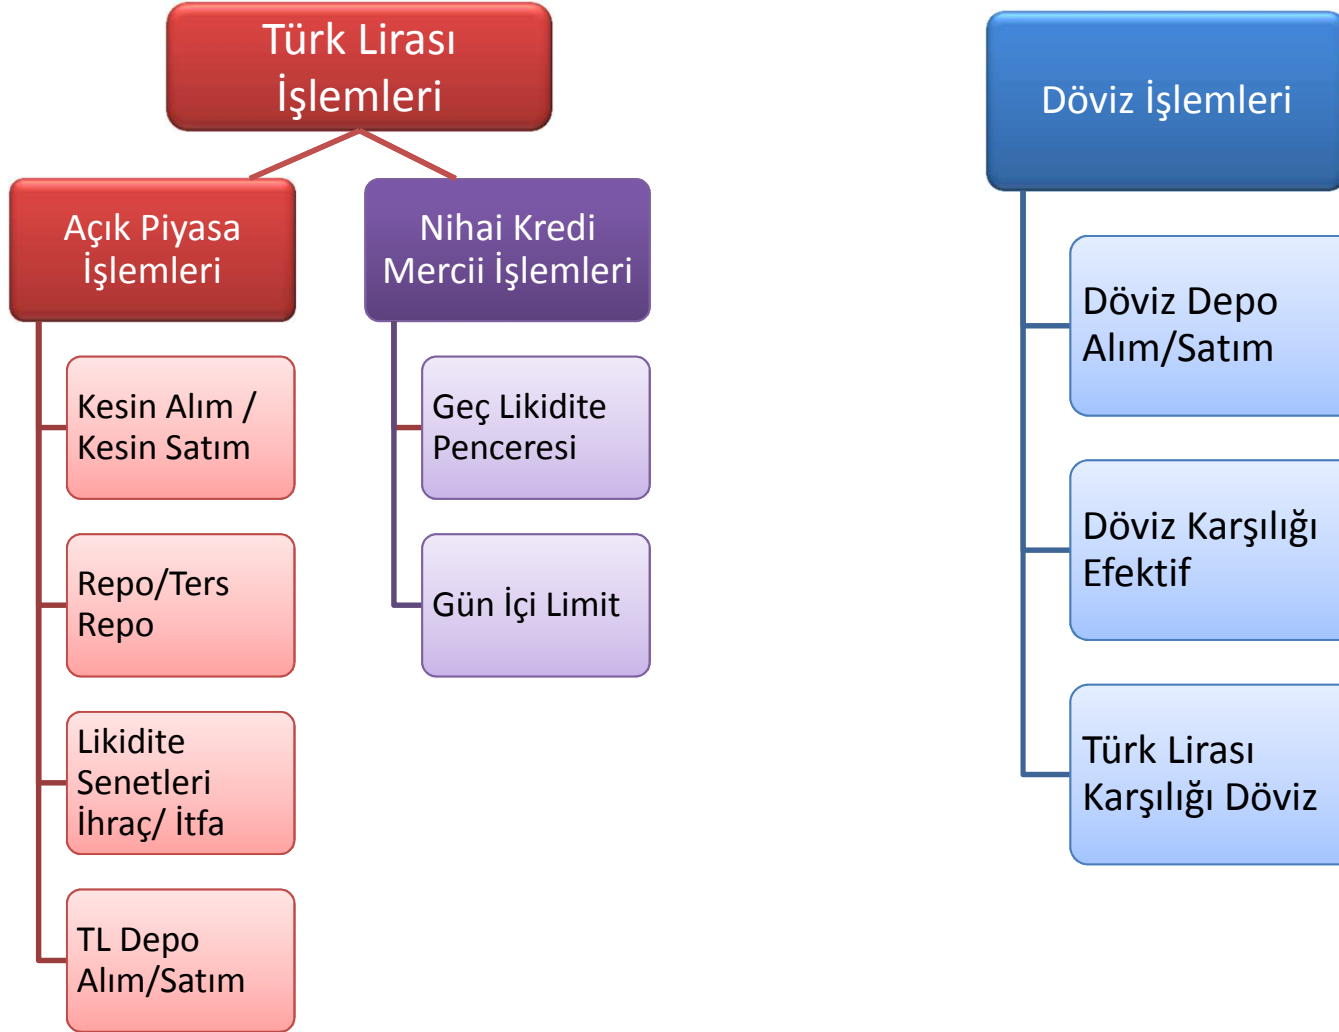 Türk Lirası
İşlemleri
Açık Piyasa
İşlemleri
Kesin Alım /
Kesin Satım
Repo/Ters
Repo
Likidite
Senetleri
İhraç/ İtfa
TL Depo
Alım/Satım
Nihai Kredi
Mercii İşlemleri
Geç Likidite
Penceresi
Gün İçi Limit
Döviz İşlemleri
Döviz Depo
Alım/Satım
Döviz Karşılığı
Efektif
Türk Lirası
Karşılığı Döviz